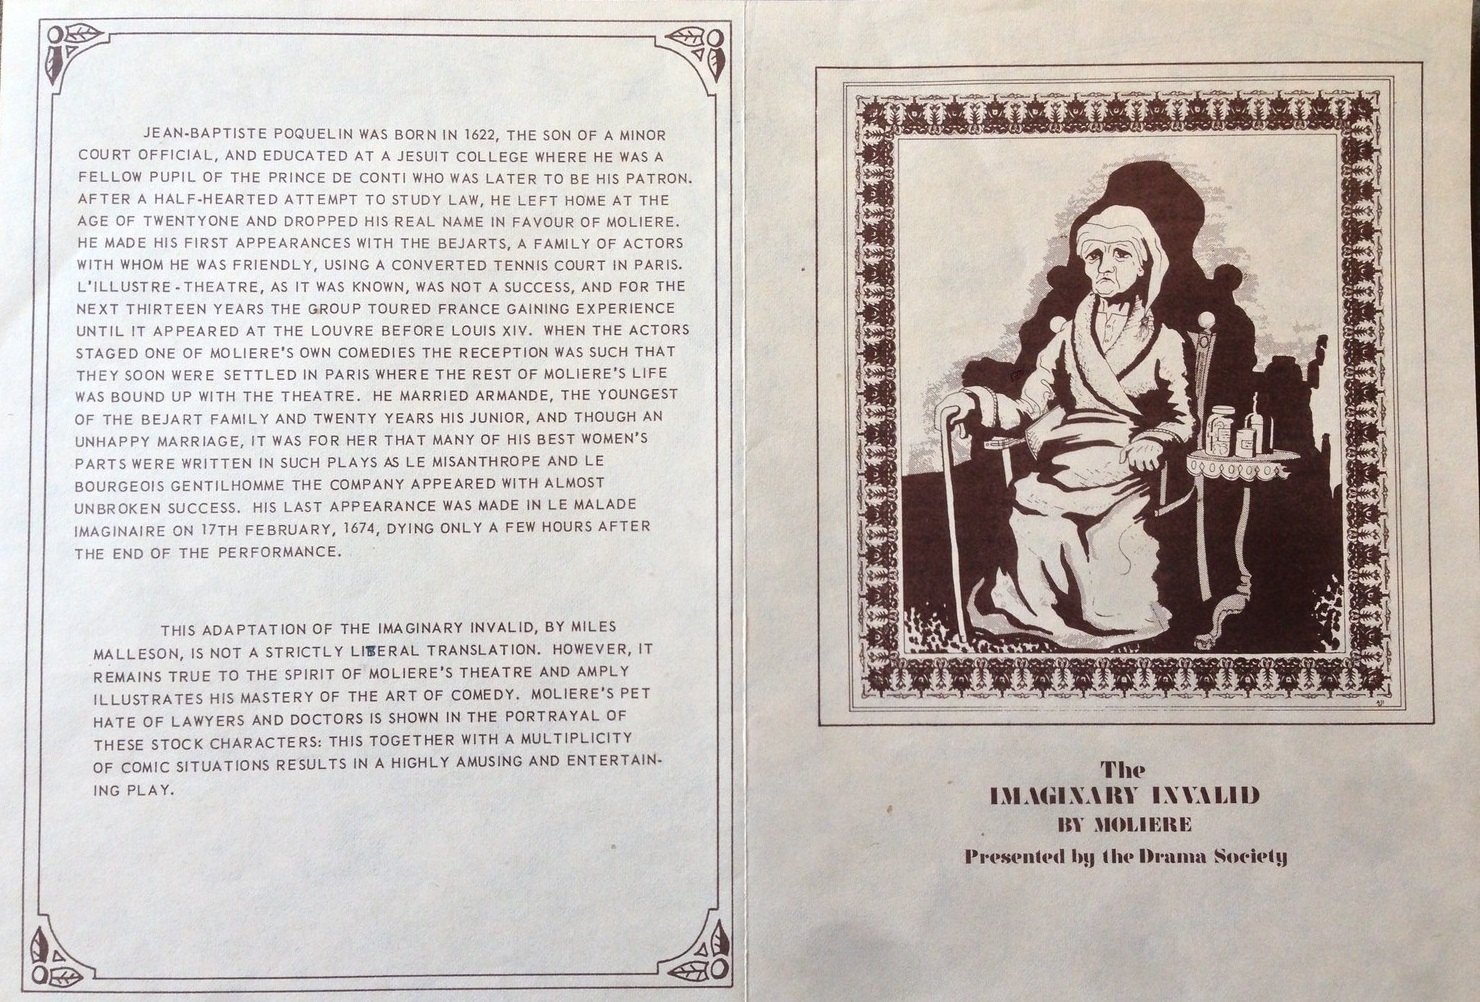 JEAN-BAPTISTE POQUELIN WAS BORN IN 1622, THE SON OF A MINOR
COURT OFFICIAL, AND EDUCATED AT A JESUIT COLLEGE WHERE HE WAS A
FELLOW PUPIL OF THE PRINCE DE CONTI WHO WAS LATER TO BE HIS PATRON.
AFTER A HALF-HEARTED ATTEMPT TO STUDY LAW, HE LEFT HOME AT THE
AGE OF TWENTYONE AND DROPPED HIS REAL NAME IN FAVOUR OF MOLIERE.
HE MADE HIS FIRST APPEARANCES WITH THE BEJARTS, A FAMILY OF ACTORS
WITH WHOM HE WAS FRIENDLY, USING A CONVERTED TENNIS COURT IN PARIS.
L'ILLUSTRE-THEATRE, AS IT WAS KNOWN, WAS NOT A SUCCESS, AND FOR THE
NEXT THIRTEEN YEARS THE GROUP TOURED FRANCE GAINING EXPERIENCE
UNTIL IT APPEARED AT THE LOUVRE BEFORE LOUIS XIV. WHEN THE ACTORS
STAGED ONE OF MOLIERE'S OWN COMEDIES THE RECEPTION WAS SUCH THAT
THEY SOON WERE SETTLED IN PARIS WHERE THE REST OF MOLIERE'S LIFE
WAS BOUND UP WITH THE THEATRE. HE MARRIED ARMANDE, THE YOUNGEST
OF THE BEJART FAMILY AND TWENTY YEARS HIS JUNIOR, AND THOUGH AN
UNHAPPY MARRIAGE, IT WAS FOR HER THAT MANY OF HIS BEST WOMEN'S
PARTS WERE WRITTEN IN SUCH PLAYS AS LE MISANTHROPE AND LE
BOURGEOIS GENTILHOMME THE COMPANY APPEARED WITH ALMOST
UNBROKEN SUCCESS. HIS LAST APPEARANCE WAS MADE IN LE MALADE
IMAGINAIRE ON 17TH FEBRUARY, 1674, DYING ONLY A FEW HOURS AFTER
THE END OF THE PERFORMANCE.
THIS ADAPTATION OF THE IMAGINARY INVALID, BY MILES
MALLESON, IS NOT A STRICTLY LITERAL TRANSLATION. HOWEVER, IT
REMAINS TRUE TO THE SPIRIT OF MOLIERE'S THEATRE AND AMPLY
ILLUSTRATES HIS MASTERY OF THE ART OF COMEDY. MOLIERE'S PET
HATE OF LAWYERS AND DOCTORS IS SHOWN IN THE PORTRAYAL OF
THESE STOCK CHARACTERS: THIS TOGETHER WITH A MULTIPLICITY
OF COMIC SITUATIONS RESULTS IN A HIGHLY AMUSING AND ENTERTAIN-
ING PLAY.
The
IMAGINARY INVALID
BY MOLIERE
Presented by the Drama Society